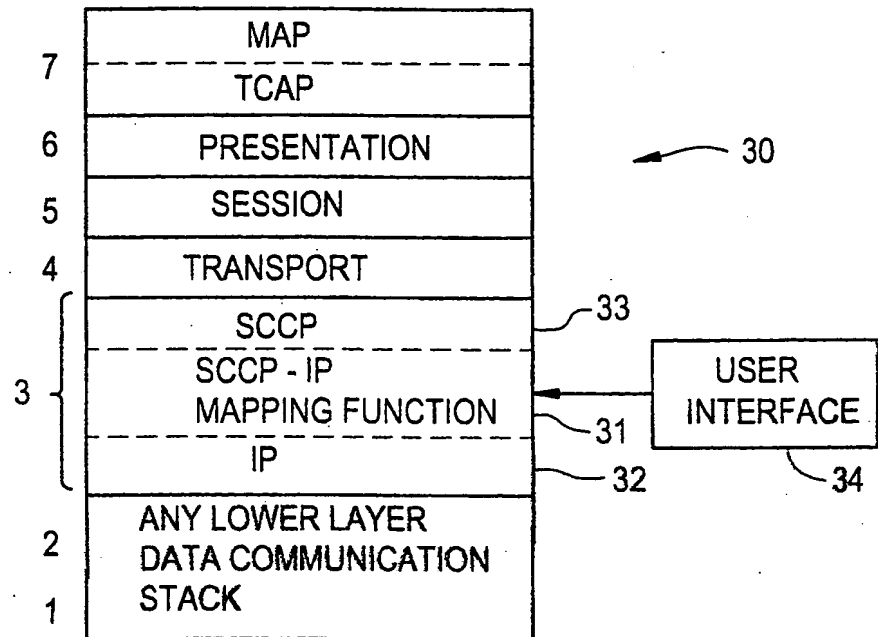 MAP
7
TCAP
6 PRESENTATION
30
5 SESSION
4 TRANSPORT
SCCP 33
3 SCCP - IP
MAPPING FUNCTION 31
USER
INTERFACE
IP 32
34
2 ANY LOWER LAYER
DATA COMMUNICATION
1 STACK